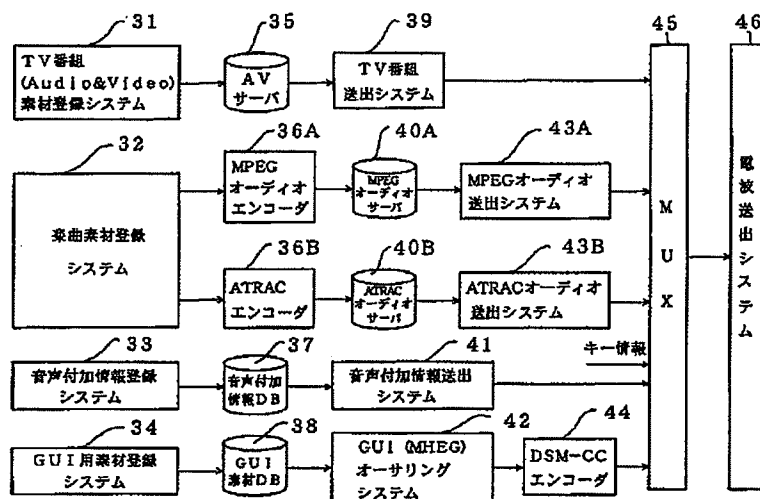 31
35
39
45
46
TV番組
(Audio&Video)
素材登録システム
AV
サーバ
TV番組
送出システム
32
36A
40A
43A
MPEG
オーディオ
エンコーダ
MPEG
オーディオ
サーバ
MPEGオーディオ
送出システム
楽曲素材登録
システム
36B
40B
43B
ATRAC
エンコーダ
ATRAC
オーディオ
サーバ
ATRACオーディオ
送出システム
MUX
電波送出システム
キー情報
33
37
41
音声付加情報登録
システム
音声付加
情報DB
音声付加情報送出
システム
34
38
42
44
GUI用素材登録
システム
GUI
素材DB
GUI(MHEG)
オーサリング
システム
DSM-CC
エンコーダ